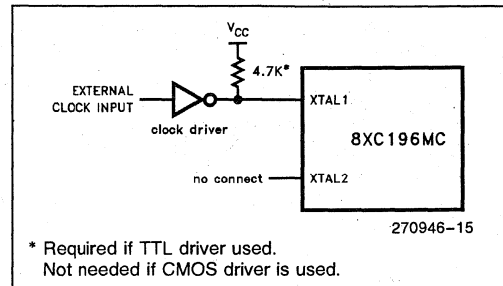 VCC
4.7K*
EXTERNAL
CLOCK INPUT
clock driver
XTAL1
8XC196MC
no connect
XTAL2
270946-15
* Required if TTL driver used.
Not needed if CMOS driver is used.